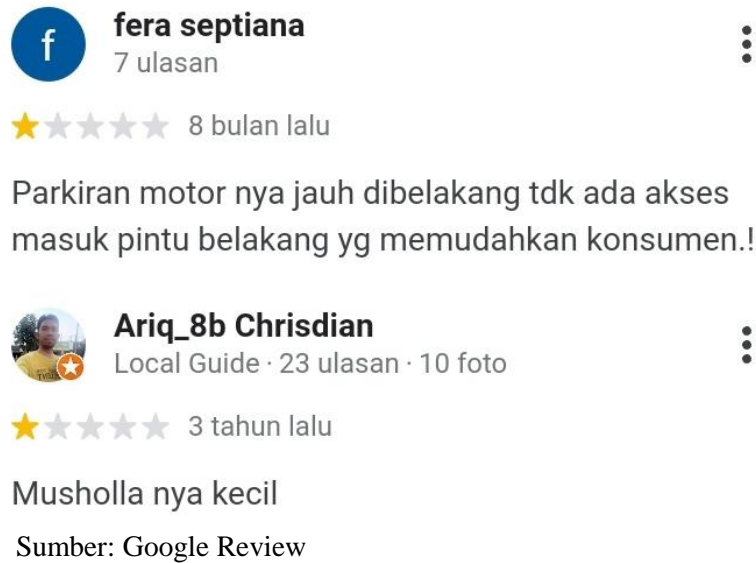 f
fera septiana
7 ulasan
8 bulan lalu
Parkiran motor nya jauh dibelakang tdk ada akses
masuk pintu belakang yg memudahkan konsumen.!
Ariq_8b Chrisdian
Local Guide · 23 ulasan · 10 foto
3 tahun lalu
Musholla nya kecil
Sumber: Google Review